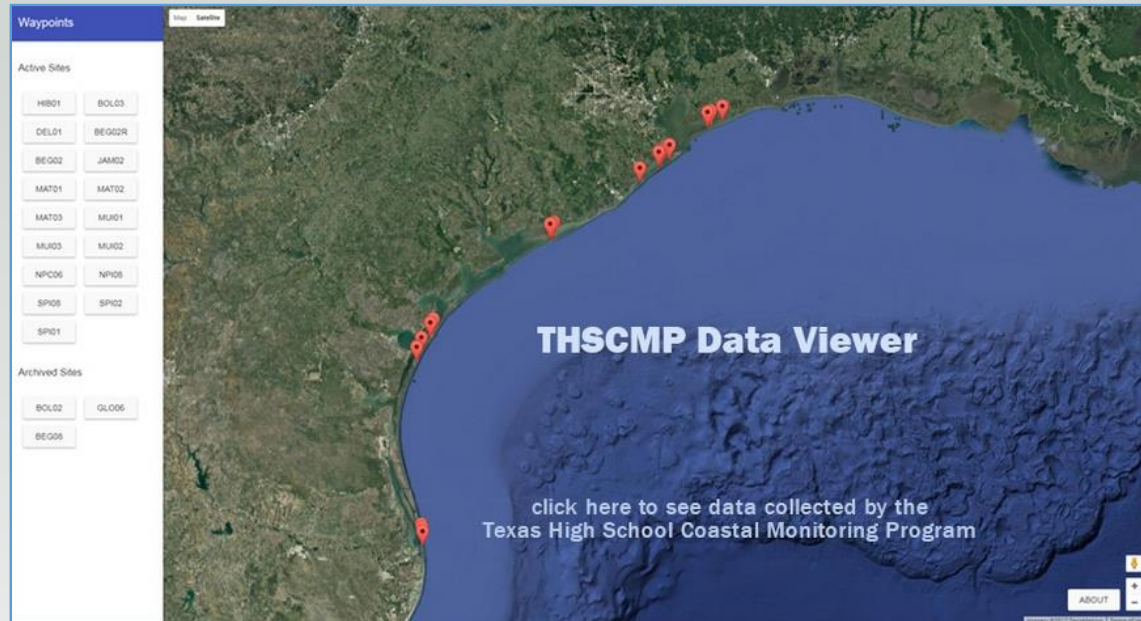 Waypoints
Map Satellite
Active Sites
HIB01 BOL03
DEL01 BEG02R
BEG02 JAM02
MAT01 MAT02
MAT03 MUI01
MUI03 MUI02
NPC06 NPI08
SPI08 SPI02
SPI01
Archived Sites
BOL02 GLO06
BEG08
THSCMP Data Viewer
click here to see data collected by the
Texas High School Coastal Monitoring Program
+
ABOUT
−